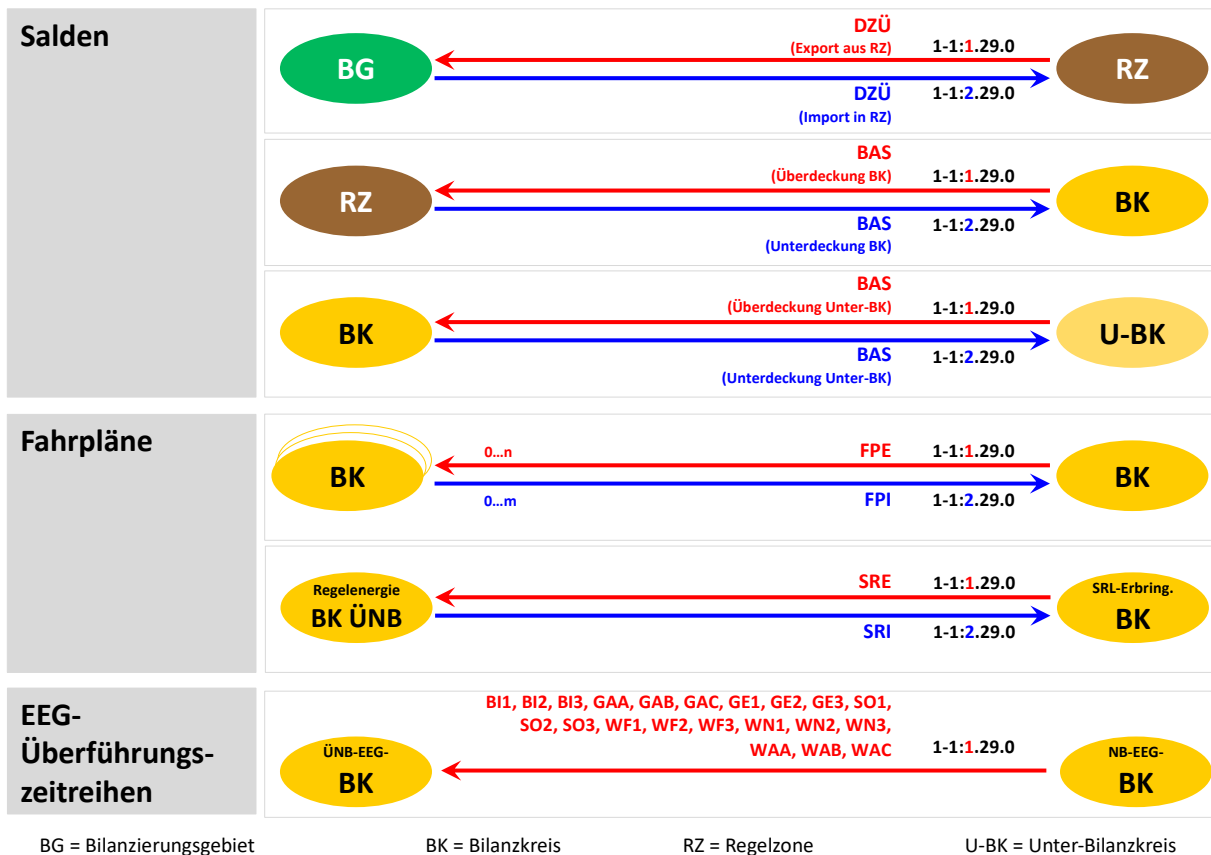 Salden
BG
DZÜ
(Export aus RZ)
1-1:1.29.0
DZÜ
(Import in RZ)
1-1:2.29.0
RZ
RZ
BAS
(Überdeckung BK)
1-1:1.29.0
BAS
(Unterdeckung BK)
1-1:2.29.0
BK
BK
BAS
(Überdeckung Unter-BK)
1-1:1.29.0
BAS
(Unterdeckung Unter-BK)
1-1:2.29.0
U-BK
Fahrpläne
BK
0...n
FPE
1-1:1.29.0
0...m
FPI
1-1:2.29.0
BK
Regelenergie
BK ÜNB
SRE
1-1:1.29.0
SRI
1-1:2.29.0
SRL-Erbring.
BK
EEG-
Überführungs-
zeitreihen
ÜNB-EEG-
BK
BI1, BI2, BI3, GAA, GAB, GAC, GE1, GE2, GE3, SO1,
SO2, SO3, WF1, WF2, WF3, WN1, WN2, WN3,
WAA, WAB, WAC
1-1:1.29.0
NB-EEG-
BK
BG = Bilanzierungsgebiet
BK = Bilanzkreis
RZ = Regelzone
U-BK = Unter-Bilanzkreis